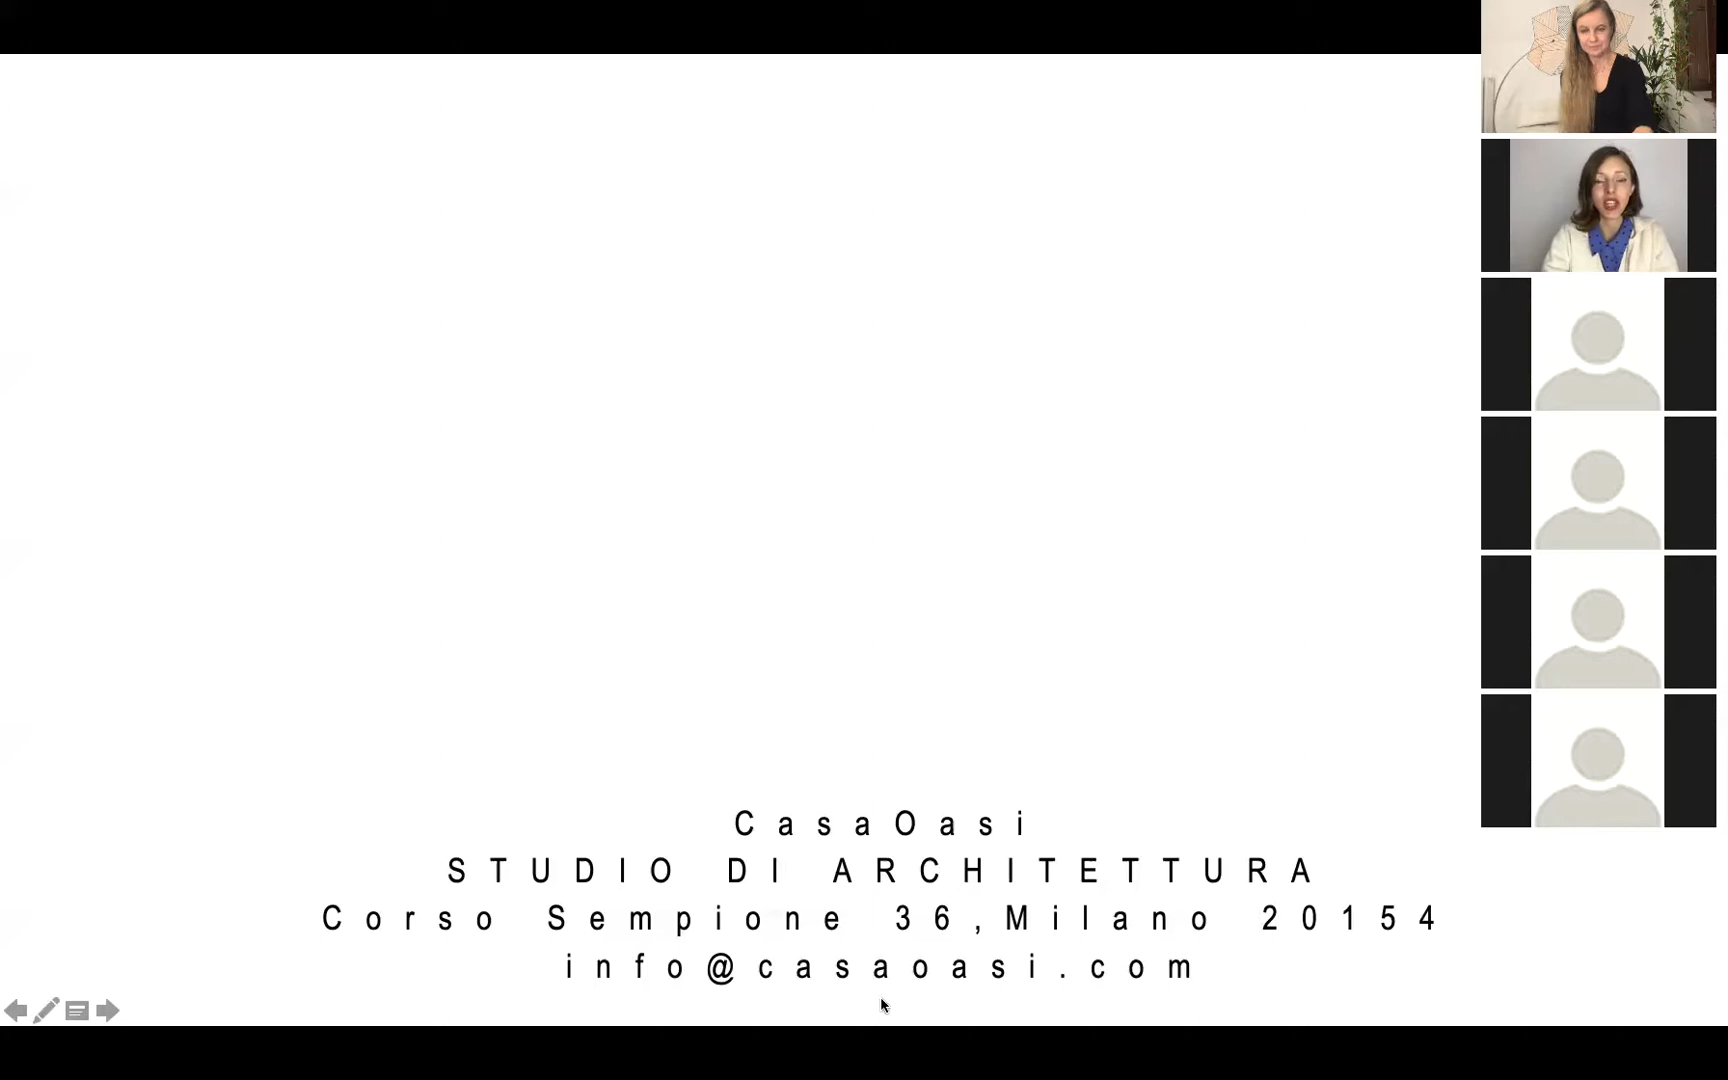 CasaOasi
STUDIO DI ARCHITETTURA
Corso Sempione 36,Milano 20154
info@casaoasi.com